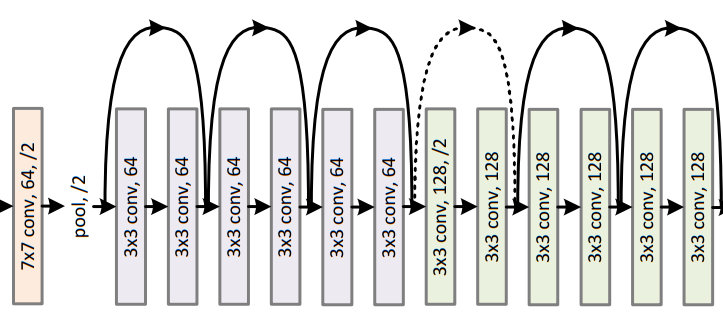 7x7 conv, 64, /2
pool, /2
3x3 conv, 64
3x3 conv, 64
3x3 conv, 64
3x3 conv, 64
3x3 conv, 64
3x3 conv, 64
3x3 conv, 128, /2
3x3 conv, 128
3x3 conv, 128
3x3 conv, 128
3x3 conv, 128
3x3 conv, 128